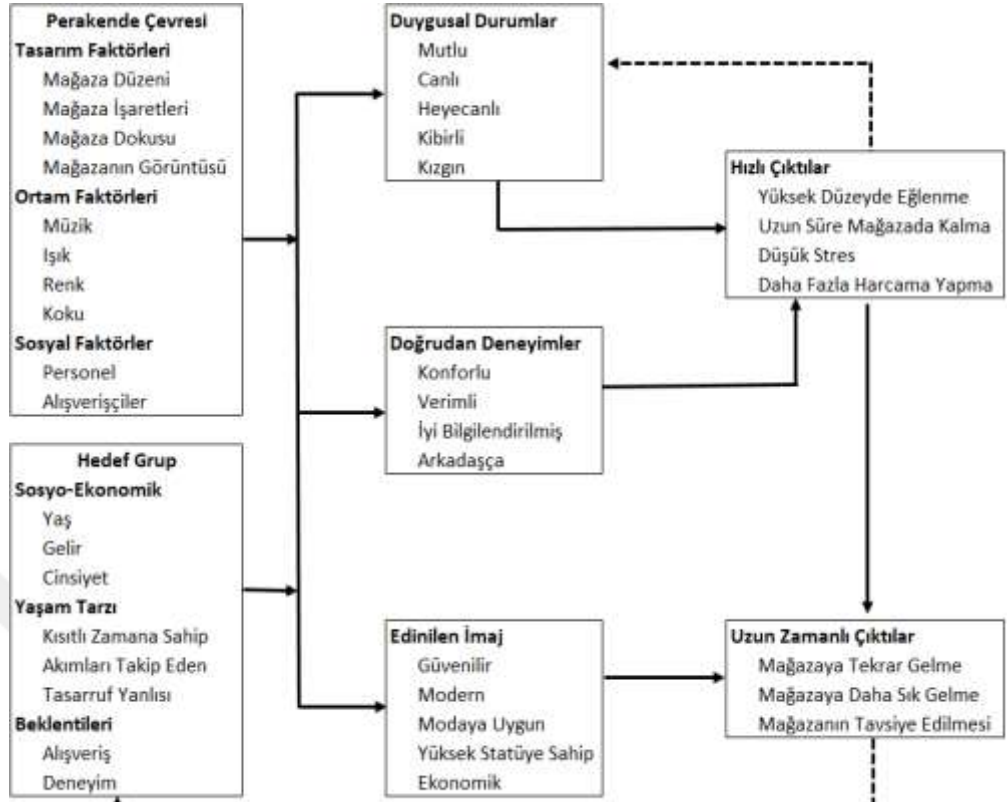 Perakende Çevresi
Tasarım Faktörleri
Mağaza Düzeni
Mağaza İşaretleri
Mağaza Dokusu
Mağazanın Görüntüsü
Ortam Faktörleri
Müzik
Işık
Renk
Koku
Sosyal Faktörler
Personel
Alışverişçiler
Hedef Grup
Sosyo-Ekonomik
Yaş
Gelir
Cinsiyet
Yaşam Tarzı
Kısıtlı Zamana Sahip
Akımları Takip Eden
Tasarruf Yanlısı
Beklentileri
Alışveriş
Deneyim
Duygusal Durumlar
Mutlu
Canlı
Heyecanlı
Kibirli
Kızgın
Doğrudan Deneyimler
Konforlu
Verimli
İyi Bilgilendirilmiş
Arkadaşça
Edinilen İmaj
Güvenilir
Modern
Modaya Uygun
Yüksek Statüye Sahip
Ekonomik
Hızlı Çıktılar
Yüksek Düzeyde Eğlenme
Uzun Süre Mağazada Kalma
Düşük Stres
Daha Fazla Harcama Yapma
Uzun Zamanlı Çıktılar
Mağazaya Tekrar Gelme
Mağazaya Daha Sık Gelme
Mağazanın Tavsiye Edilmesi